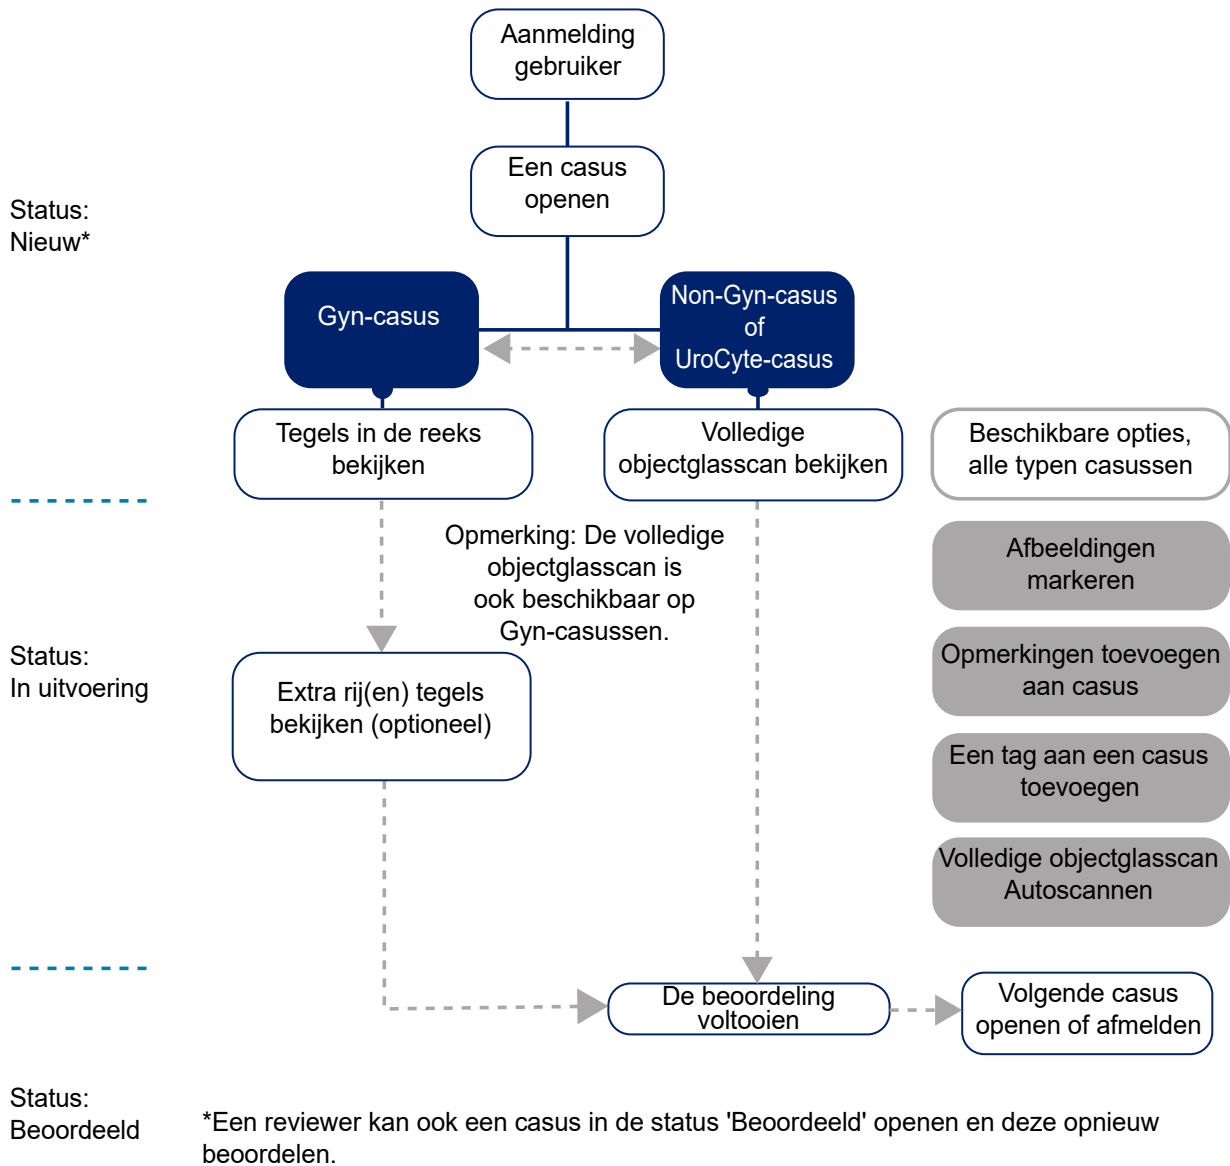 Aanmelding
gebruiker
Een casus
openen
Status:
Nieuw*
Gyn-casus
Non-Gyn-casus
of
UroCyte-casus
Tegels in de reeks
bekijken
Volledige
objectglasscan bekijken
Beschikbare opties,
alle typen casussen
Opmerking: De volledige
objectglasscan is
ook beschikbaar op
Gyn-casussen.
Afbeeldingen
markeren
Opmerkingen toevoegen
aan casus
Status:
In uitvoering
Extra rij(en) tegels
bekijken (optioneel)
Een tag aan een casus
toevoegen
Volledige objectglasscan
Autoscannen
De beoordeling
voltooien
Volgende casus
openen of afmelden
Status:
Beoordeeld
*Een reviewer kan ook een casus in de status 'Beoordeeld' openen en deze opnieuw
beoordelen.